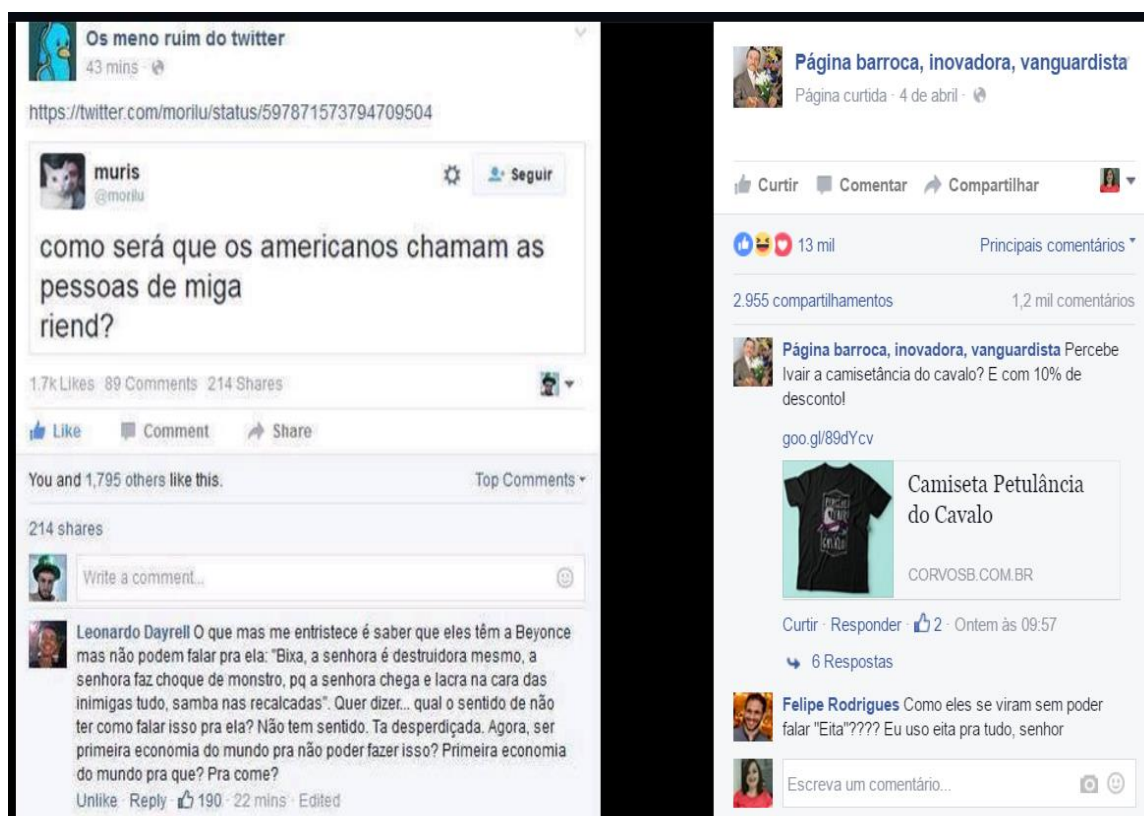 Os meno ruim do twitter
43 mins
https://twitter.com/morilu/status/597871573794709504
muris
@morilu
Seguir
como será que os americanos chamam as
pessoas de miga
riend?
1.7k Likes 89 Comments 214 Shares
Like Comment Share
You and 1,795 others like this.
Top Comments
214 shares
Write a comment...
Leonardo Dayrell O que mas me entristece é saber que eles têm a Beyonce
mas não podem falar pra ela: "Bixa, a senhora é destruidora mesmo, a
senhora faz choque de monstro, pq a senhora chega e lacra na cara das
inimigas tudo, samba nas recalcadas". Quer dizer... qual o sentido de não
ter como falar isso pra ela? Não tem sentido. Ta desperdiçada. Agora, ser
primeira economia do mundo pra não poder fazer isso? Primeira economia
do mundo pra que? Pra come?
Unlike · Reply · 190 · 22 mins · Edited
Página barroca, inovadora, vanguardista
Página curtida · 4 de abril ·
Curtir Comentar Compartilhar
13 mil
Principais comentários
2.955 compartilhamentos
1,2 mil comentários
Página barroca, inovadora, vanguardista Percebe
Ivair a camisetância do cavalo? E com 10% de
desconto!
goo.gl/89dYcv
Camiseta Petulância
do Cavalo
CORVOSB.COM.BR
Curtir · Responder · 2 · Ontem às 09:57
6 Respostas
Felipe Rodrigues Como eles se viram sem poder
falar "Eita"???? Eu uso eita pra tudo, senhor
Escreva um comentário...